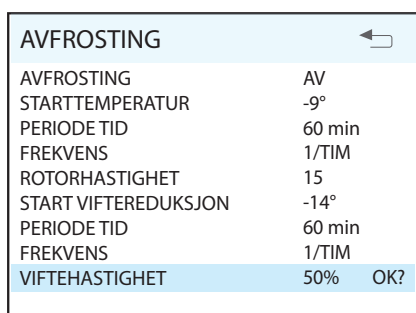 AVFROSTING
AVFROSTING AV
STARTTEMPERATUR -9°
PERIODE TID 60 min
FREKVENS 1/TIM
ROTORHASTIGHET 15
START VIFTEREDUKSJON -14°
PERIODE TID 60 min
FREKVENS 1/TIM
VIFTEHASTIGHET 50% OK?